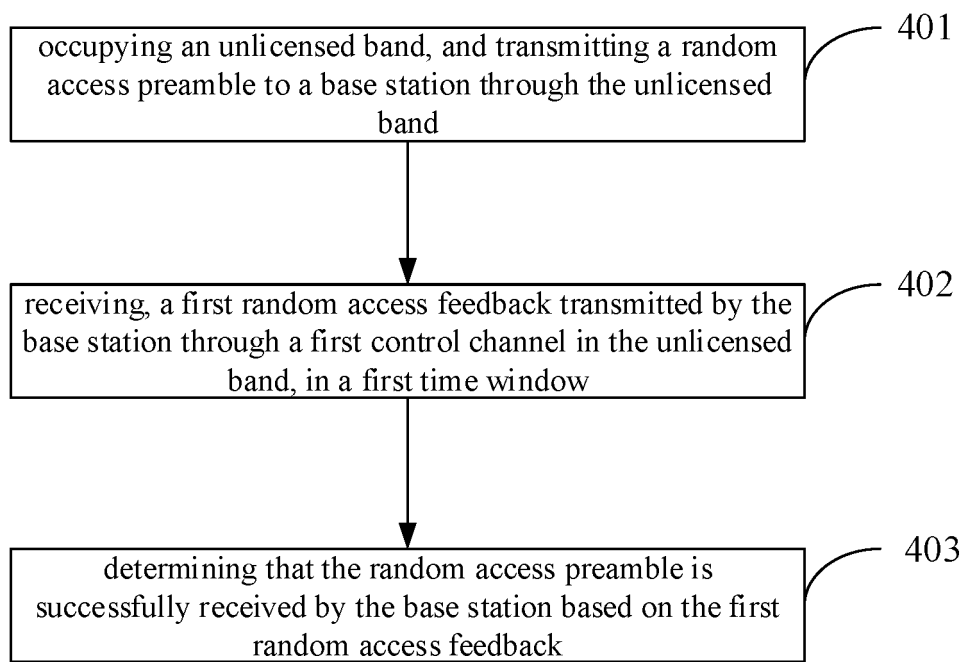 occupying an unlicensed band, and transmitting a random
access preamble to a base station through the unlicensed
band
401
receiving, a first random access feedback transmitted by the
base station through a first control channel in the unlicensed
band, in a first time window
402
determining that the random access preamble is
successfully received by the base station based on the first
random access feedback
403